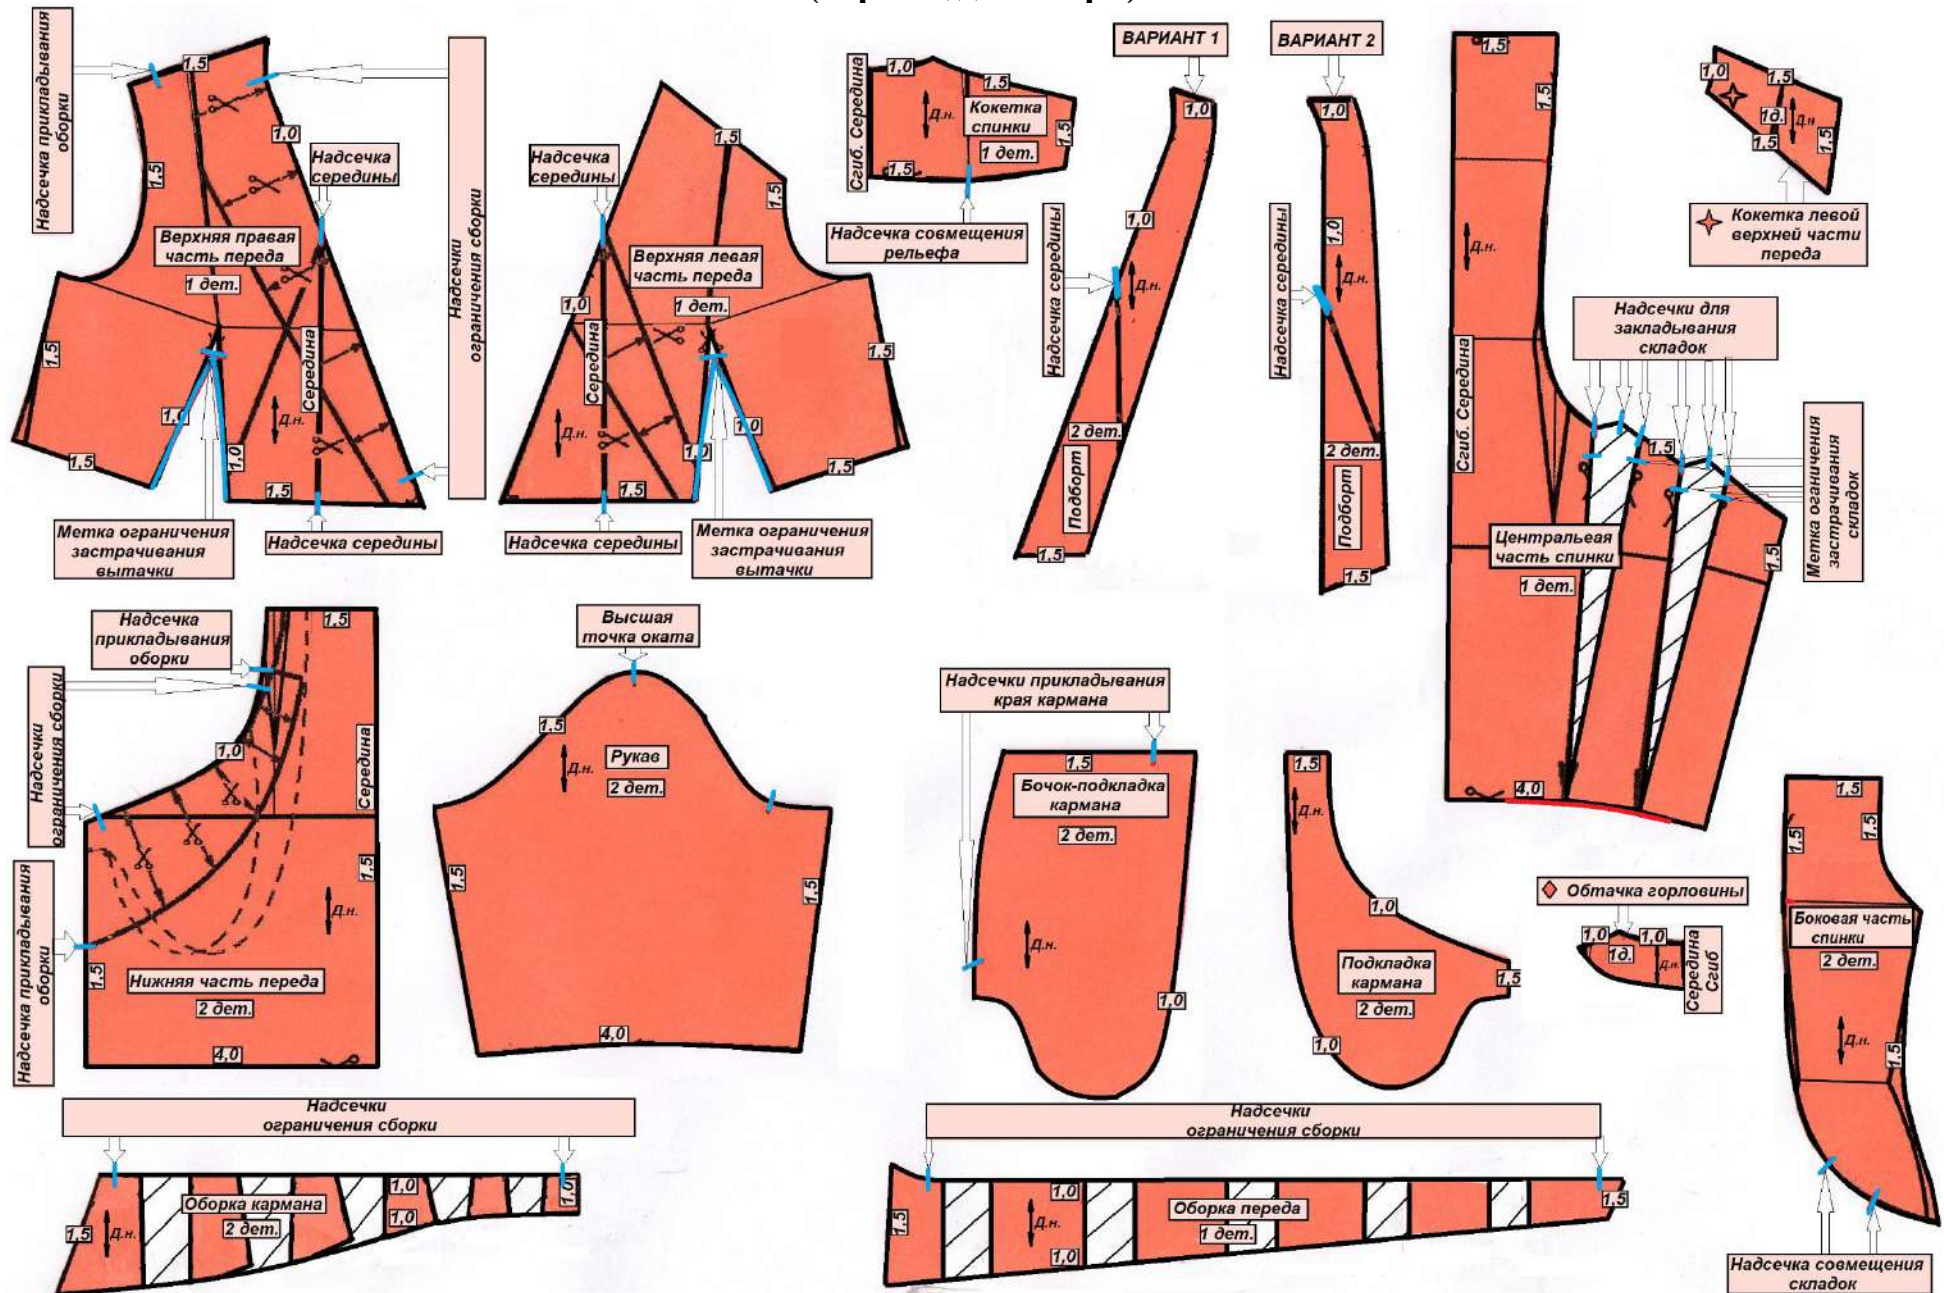 ВАРИАНТ 1
ВАРИАНТ 2
Надсечка прикладывания
оборки
1,5
1,0
1,5
Надсечка
середины
Надсечки
ограничения сборки
Верхняя правая
часть переда
1 дет.
Середина
Д.н.
1,5
1,0
1,0
1,5
1,5
Метка ограничения
застрачивания
вытачки
Надсечка середины
Надсечка
середины
1,5
1,5
Верхняя левая
часть переда
1 дет.
1,0
Середина
Д.н.
1,5
1,0
1,0
1,5
1,5
Надсечка середины
Метка ограничения
застрачивания
вытачки
Сгиб. Середина
1,0
1,5
Д.н.
Кокетка
спинки
1 дет.
1,5
1,5
Надсечка совмещения
рельефа
1,0
1,0
Надсечка середины
Д.н.
2 дет.
Подборт
1,5
1,0
1,0
Надсечка середины
Д.н.
2 дет.
Подборт
1,5
1,5
1,5
Д.н.
Сгиб. Середина
Надсечки для
закладывания
складок
1,5
Центральеая
часть спинки
1 дет.
1,5
4,0
Метка оганичения
застрачивания
складок
1,0
1,5
1д.
Д.н
1,5
1,5
Кокетка левой
верхней части
переда
Надсечка
прикладывания
оборки
Надсечки
ограничения сборки
Надсечка прикладывания
оборки
1,5
1,0
Середина
1,5
Д.н.
1,5
Нижняя часть переда
2 дет.
4,0
Высшая
точка оката
1,5
Д.н.
Рукав
2 дет.
1,5
1,5
4,0
Надсечки прикладывания
края кармана
1,5
Бочок-подкладка
кармана
2 дет.
Д.н.
1,0
1,5
Д.н.
1,0
Подкладка
кармана
2 дет.
1,5
1,0
Обтачка горловины
1,0
1,0
1д.
Д.н.
Середина
Сгиб
1,5
1,5
1,5
Боковая часть
спинки
2 дет.
Д.н.
1,5
Надсечка совмещения
складок
Надсечки
ограничения сборки
Оборка кармана
2 дет.
1,5
Д.н.
1,0
1,0
1,0
Надсечки
ограничения сборки
1,5
Д.н.
1,0
1,0
Оборка переда
1 дет.
1,5